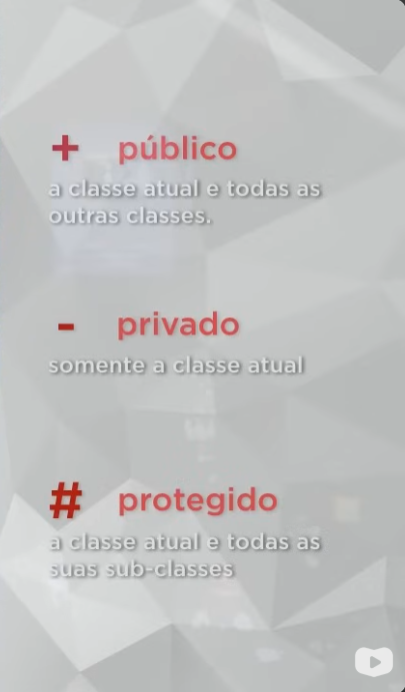 + público
a classe atual e todas as
outras classes.
- privado
somente a classe atual
# protegido
a classe atual e todas as
suas sub-classes